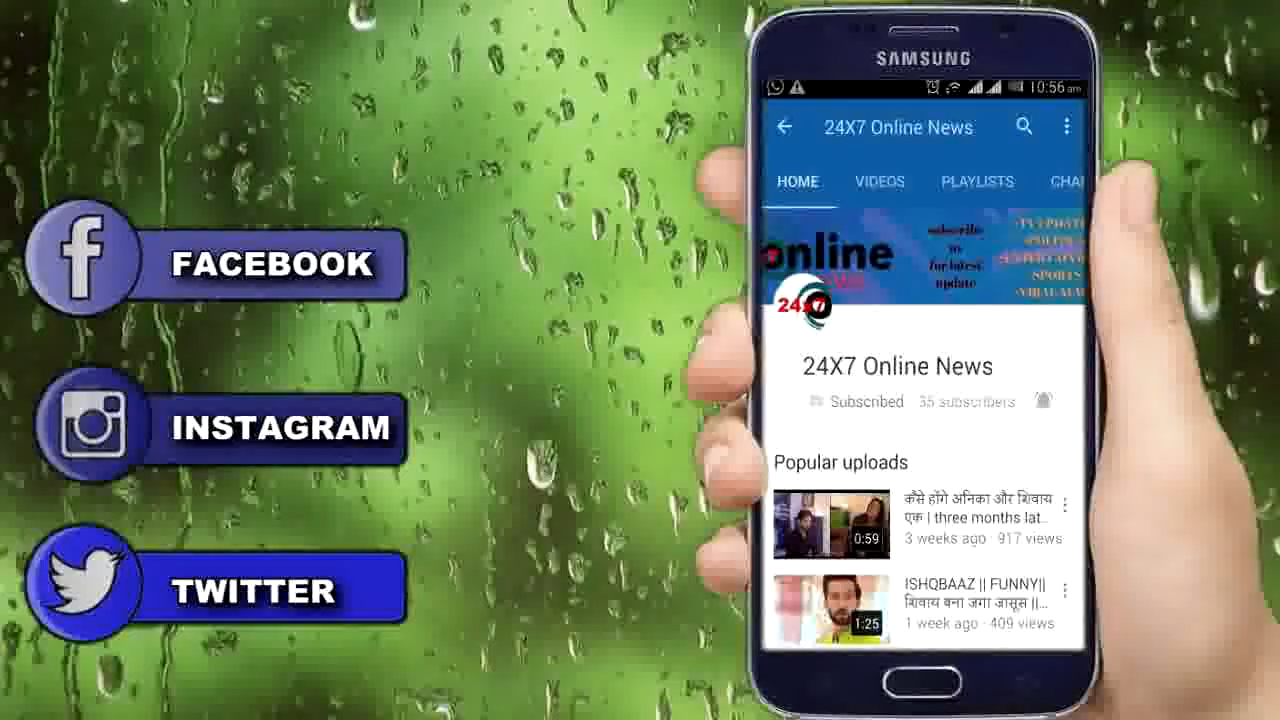 FACEBOOK
INSTAGRAM
TWITTER
SAMSUNG
10:56 am
24X7 Online News
HOME VIDEOS PLAYLISTS CHA
online
subscribe
to
for latest
update
SPORTS
24x7
24X7 Online News
Subscribed 35 subscribers
Popular uploads
कैसे होंगे अनिका और शिवाय
एक | three months lat..
3 weeks ago · 917 views
0:59
ISHQBAAZ || FUNNY||
शिवाय बना जगा जासूस ||...
1 week ago · 409 views
1:25